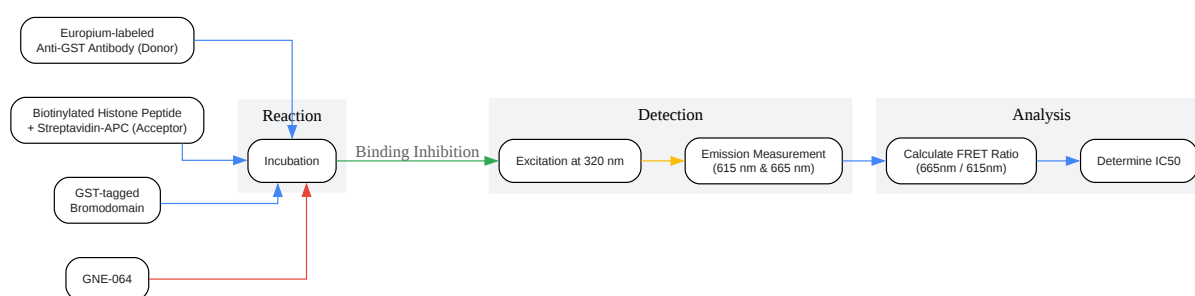 Europium-labeled
Anti-GST Antibody (Donor)
Biotinylated Histone Peptide
+ Streptavidin-APC (Acceptor)
GST-tagged
Bromodomain
GNE-064
Reaction
Incubation
Binding Inhibition
Detection
Excitation at 320 nm
Emission Measurement
(615 nm & 665 nm)
Analysis
Calculate FRET Ratio
(665nm / 615nm)
Determine IC50